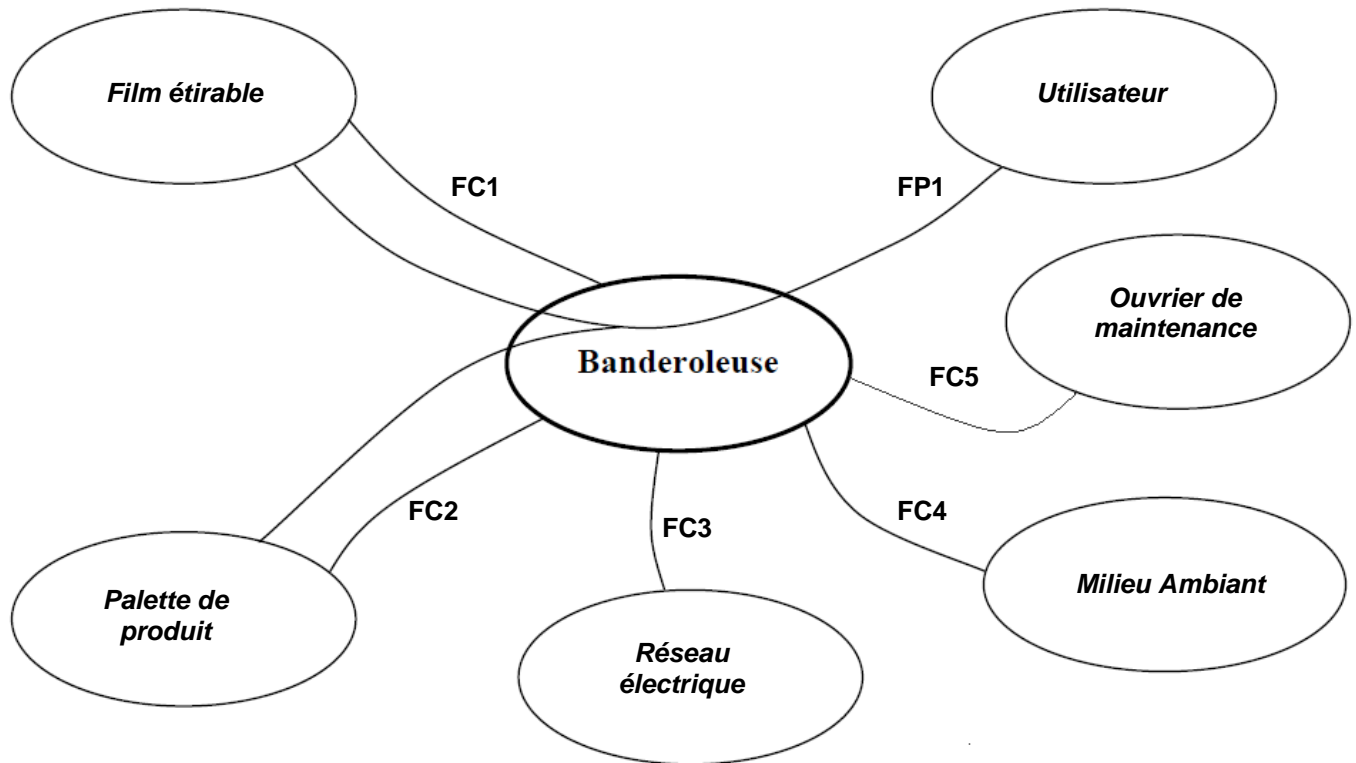 Film étirable
Utilisateur
FC1
FP1
Ouvrier de
maintenance
Banderoleuse
FC5
FC2
FC4
FC3
Palette de
produit
Milieu Ambiant
Réseau
électrique